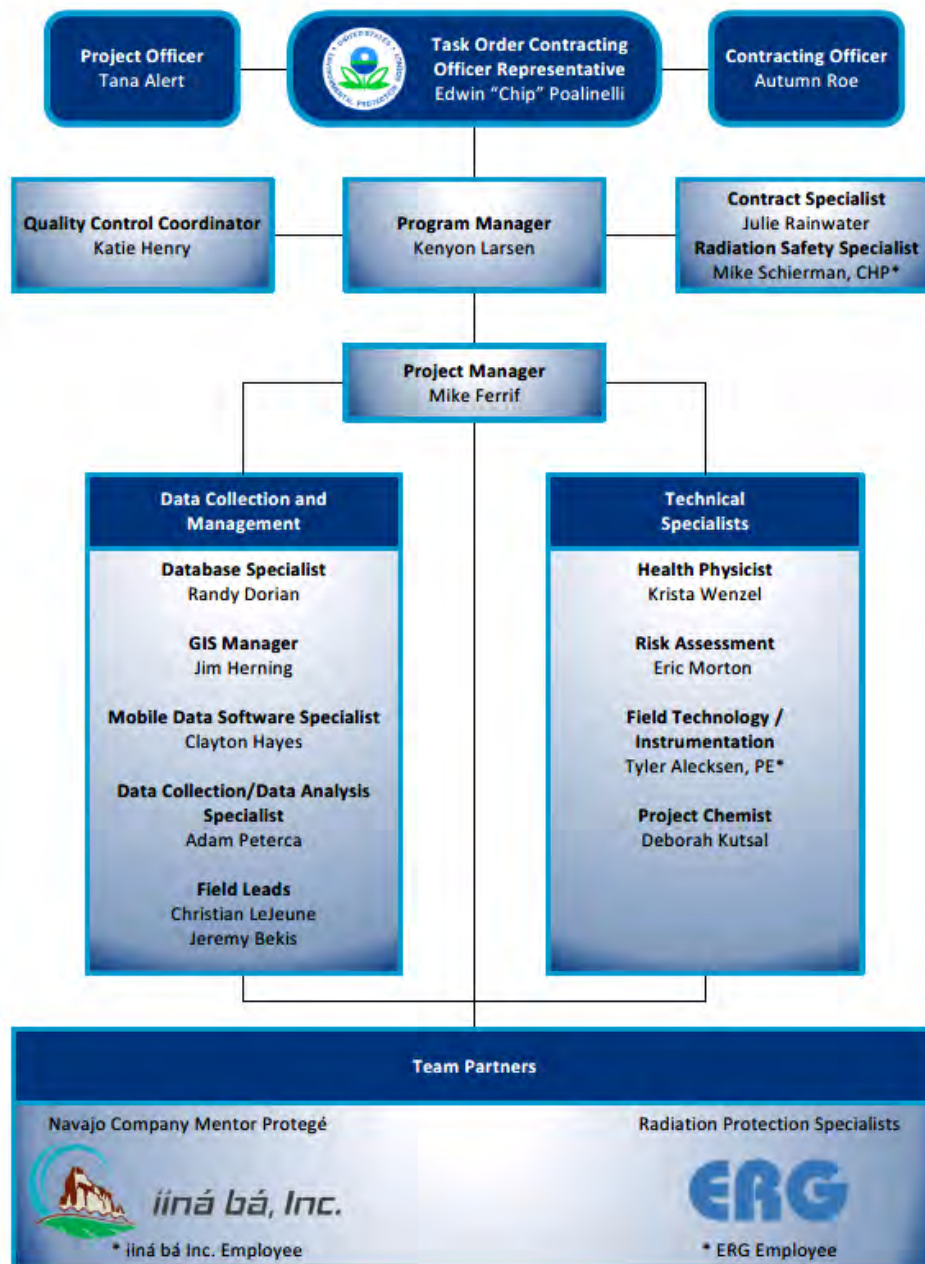 Project Officer
Tana Alert
UNITED STATES
ENVIRONMENTAL PROTECTION AGENCY
Task Order Contracting
Officer Representative
Edwin “Chip” Poalinelli
Contracting Officer
Autumn Roe
Quality Control Coordinator
Katie Henry
Program Manager
Kenyon Larsen
Contract Specialist
Julie Rainwater
Radiation Safety Specialist
Mike Schierman, CHP*
Project Manager
Mike Ferrif
Data Collection and
Management
Database Specialist
Randy Dorian
GIS Manager
Jim Herning
Mobile Data Software Specialist
Clayton Hayes
Data Collection/Data Analysis
Specialist
Adam Peterca
Field Leads
Christian LeJeune
Jeremy Bekis
Technical
Specialists
Health Physicist
Krista Wenzel
Risk Assessment
Eric Morton
Field Technology /
Instrumentation
Tyler Alecksen, PE*
Project Chemist
Deborah Kutsal
Team Partners
Navajo Company Mentor Protegé
iiná bá, Inc.
* iiná bá Inc. Employee
Radiation Protection Specialists
ERG
* ERG Employee